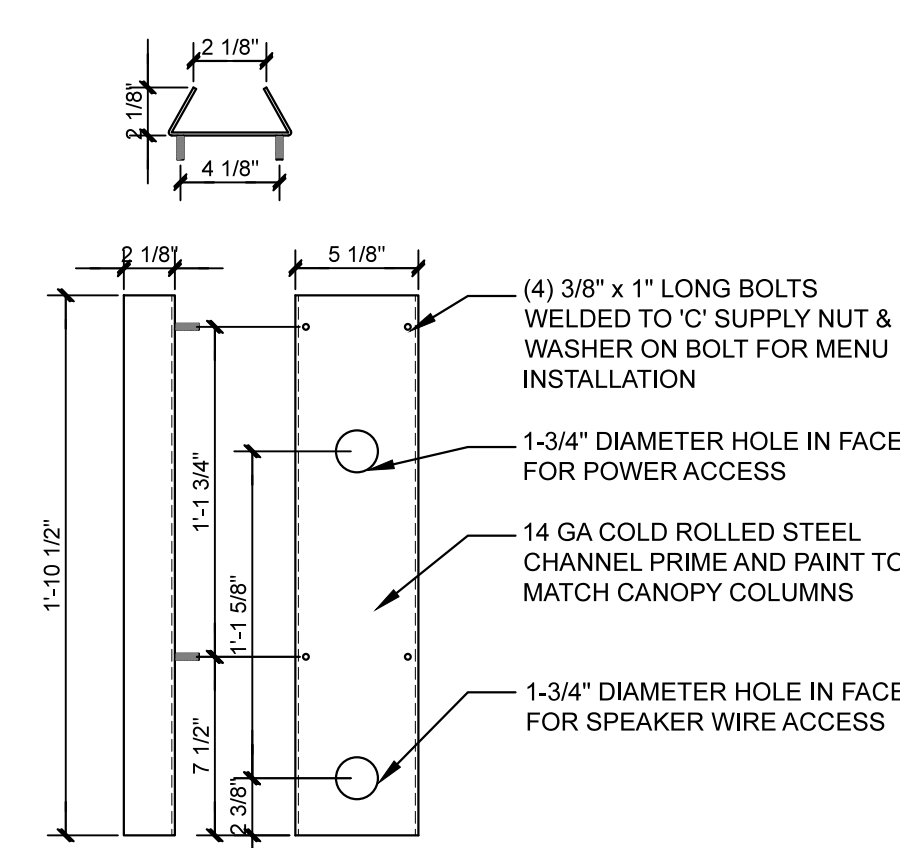 2 1/8"
2 1/8"
4 1/8"
2 1/8"
5 1/8"
(4) 3/8" x 1" LONG BOLTS
WELDED TO 'C' SUPPLY NUT &
WASHER ON BOLT FOR MENU
INSTALLATION
1-3/4" DIAMETER HOLE IN FACE
FOR POWER ACCESS
1'-1 3/4"
14 GA COLD ROLLED STEEL
CHANNEL PRIME AND PAINT TO
MATCH CANOPY COLUMNS
1'-10 1/2"
1'-1 5/8"
1-3/4" DIAMETER HOLE IN FACE
FOR SPEAKER WIRE ACCESS
7 1/2"
2 3/8"